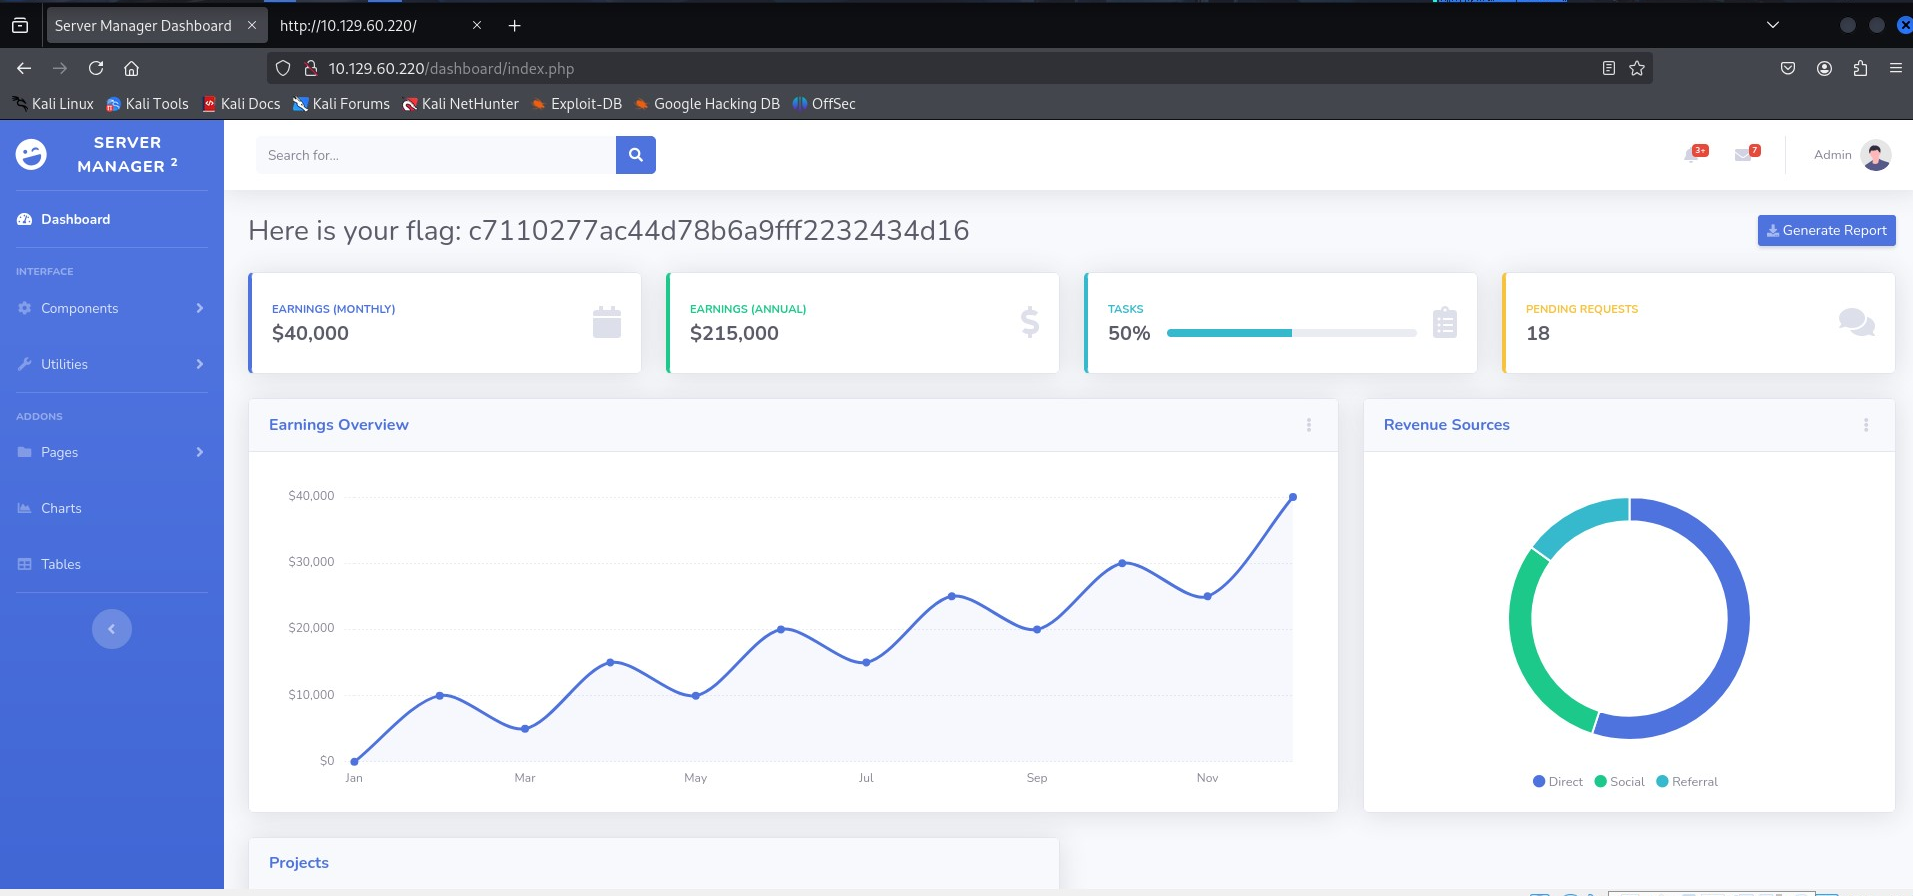 Server Manager Dashboard
http://10.129.60.220/
10.129.60.220/dashboard/index.php
Kali Linux
Kali Tools
Kali Docs
Kali Forums
Kali NetHunter
Exploit-DB
Google Hacking DB
OffSec
SERVER
MANAGER 2
Dashboard
INTERFACE
Components
Utilities
ADDONS
Pages
Charts
Tables
Search for...
3+
7
Admin
Here is your flag: c7110277ac44d78b6a9fff2232434d16
Generate Report
EARNINGS (MONTHLY)
$40,000
EARNINGS (ANNUAL)
$215,000
TASKS
50%
PENDING REQUESTS
18
Earnings Overview
$40,000
$30,000
$20,000
$10,000
$0
Jan
Mar
May
Jul
Sep
Nov
Revenue Sources
Direct
Social
Referral
Projects